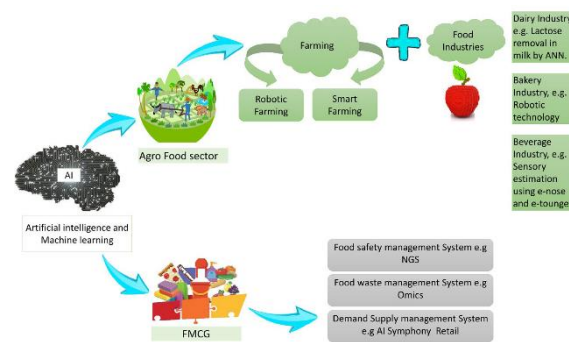 AI
Artificial intelligence and
Machine learning
Agro Food sector
Farming
Robotic
Farming
Smart
Farming
Food
Industries
Dairy Industry
e.g. Lactose
removal in
milk by ANN.
Bakery
Industry, e.g.
Robotic
technology
Beverage
Industry, e.g.
Sensory
estimation
using e-nose
and e-tounge
FMCG
Food safety management System e.g
NGS
Food waste management System e.g
Omics
Demand Supply management System
e.g AI Symphony Retail